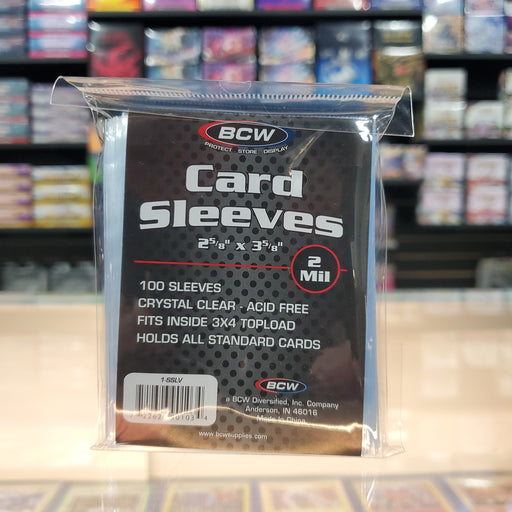 BCW
PROTECT STORE DISPLAY
Card
Sleeves
2 5/8" x 3 5/8"
2
Mil
100 SLEEVES
CRYSTAL CLEAR - ACID FREE
FITS INSIDE 3X4 TOPLOAD
HOLDS ALL STANDARD CARDS
1-SSLV
BCW
a BCW Diversified, Inc. Company
Anderson, IN 46016
Made In China
www.bcwsupplies.com